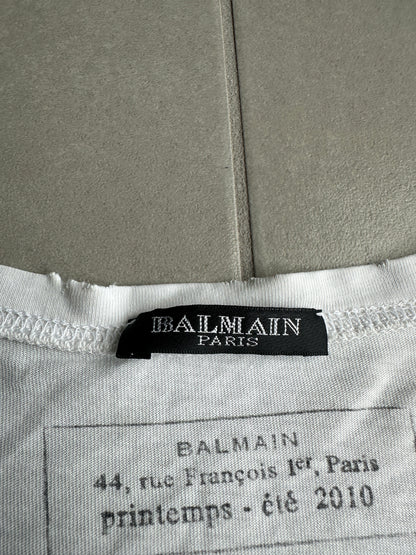 BALMAIN
PARIS
BALMAIN
44, rue François 1er, Paris
printemps - été 2010